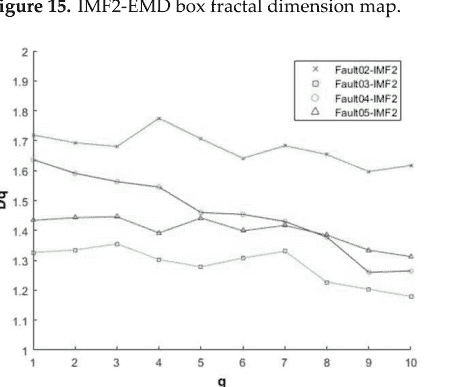 igure 15. IMF2-EMD box fractal dimension map.
2
1.9
1.8
1.7
1.6
1.5
1.4
1.3
1.2
1.1
1
Dq
Fault02-IMF2
Fault03-IMF2
Fault04-IMF2
Fault05-IMF2
1 2 3 4 5 6 7 8 9 10
q